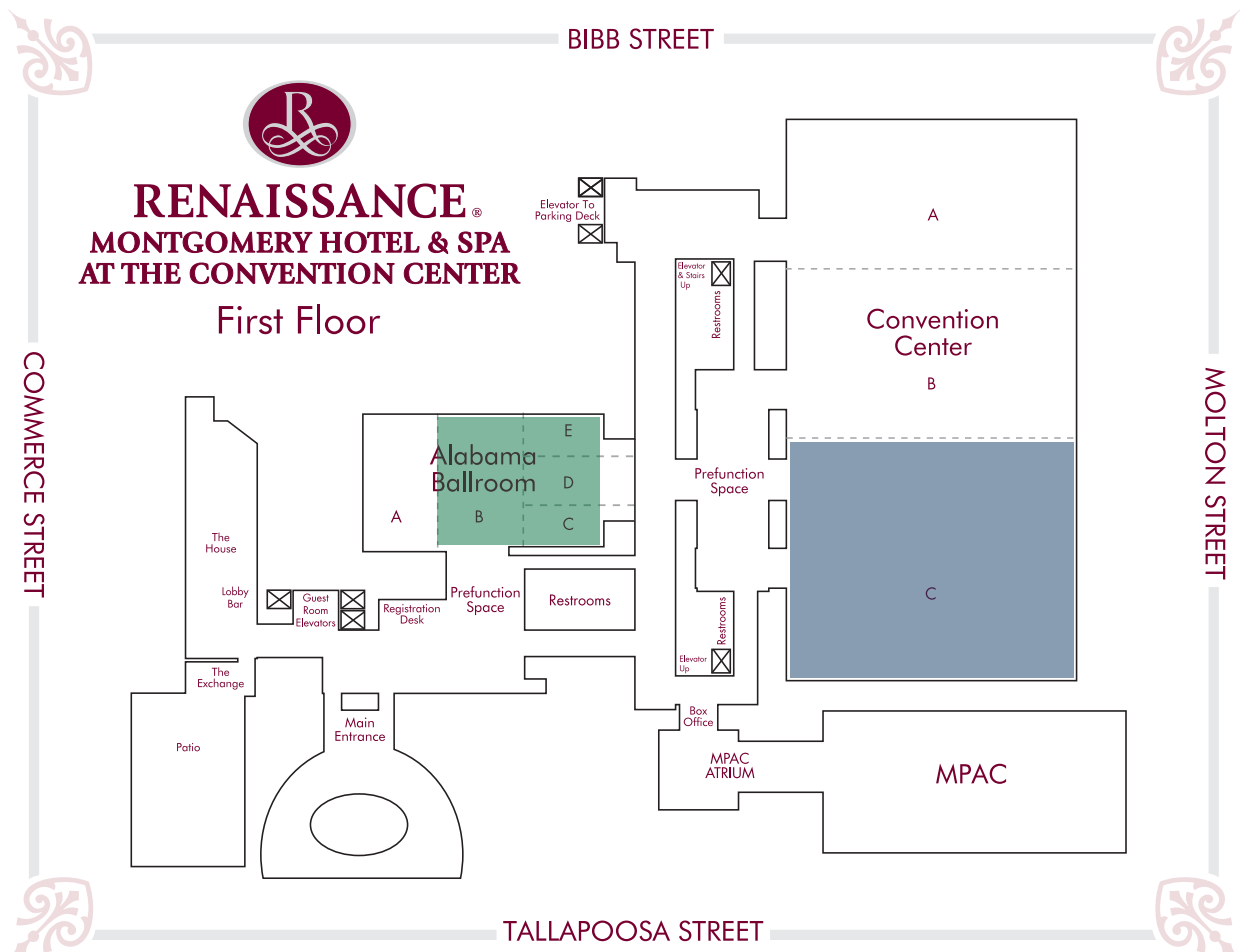 BIBB STREET
R
RENAISSANCE®
MONTGOMERY HOTEL & SPA
AT THE CONVENTION CENTER
First Floor
COMMERCE STREET
MOLTON STREET
Elevator To
Parking Deck
Elevator
& Stairs
Up
Restrooms
A
Convention
Center
B
C
Prefunction
Space
Alabama
Ballroom
A
B
E
D
C
The
House
Lobby
Bar
Guest
Room
Elevators
Registration
Desk
Prefunction
Space
Restrooms
Restrooms
Elevator
Up
The
Exchange
Patio
Main
Entrance
Box
Office
MPAC
ATRIUM
MPAC
TALLAPOOSA STREET